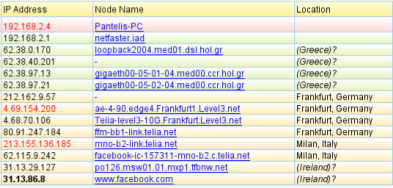 IP Address Node Name Location
192.168.2.4 Pantelis-PC
192.168.2.1 netfaster.iad
62.38.0.170 loopback2004.med01.dsl.hol.gr (Greece)?
62.38.40.201 - (Greece)?
62.38.97.13 gigaeth00-05-01-04.med00.ccr.hol.gr (Greece)?
62.38.97.21 gigaeth00-05-02-04.med00.ccr.hol.gr (Greece)?
212.162.9.57 - Frankfurt, Germany
4.69.154.200 ae-4-90.edge4.Frankfurt1.Level3.net Frankfurt, Germany
4.68.70.106 Telia-level3-10G.Frankfurt.Level3.net Frankfurt, Germany
80.91.247.184 ffm-bb1-link.telia.net Frankfurt, Germany
213.155.136.185 mno-b2-link.telia.net Milan, Italy
62.115.9.242 facebook-ic-157311-mno-b2.c.telia.net Milan, Italy
31.13.29.127 po126.msw01.01.mxp1.tfbnw.net (Ireland)?
31.13.86.8 www.facebook.com (Ireland)?